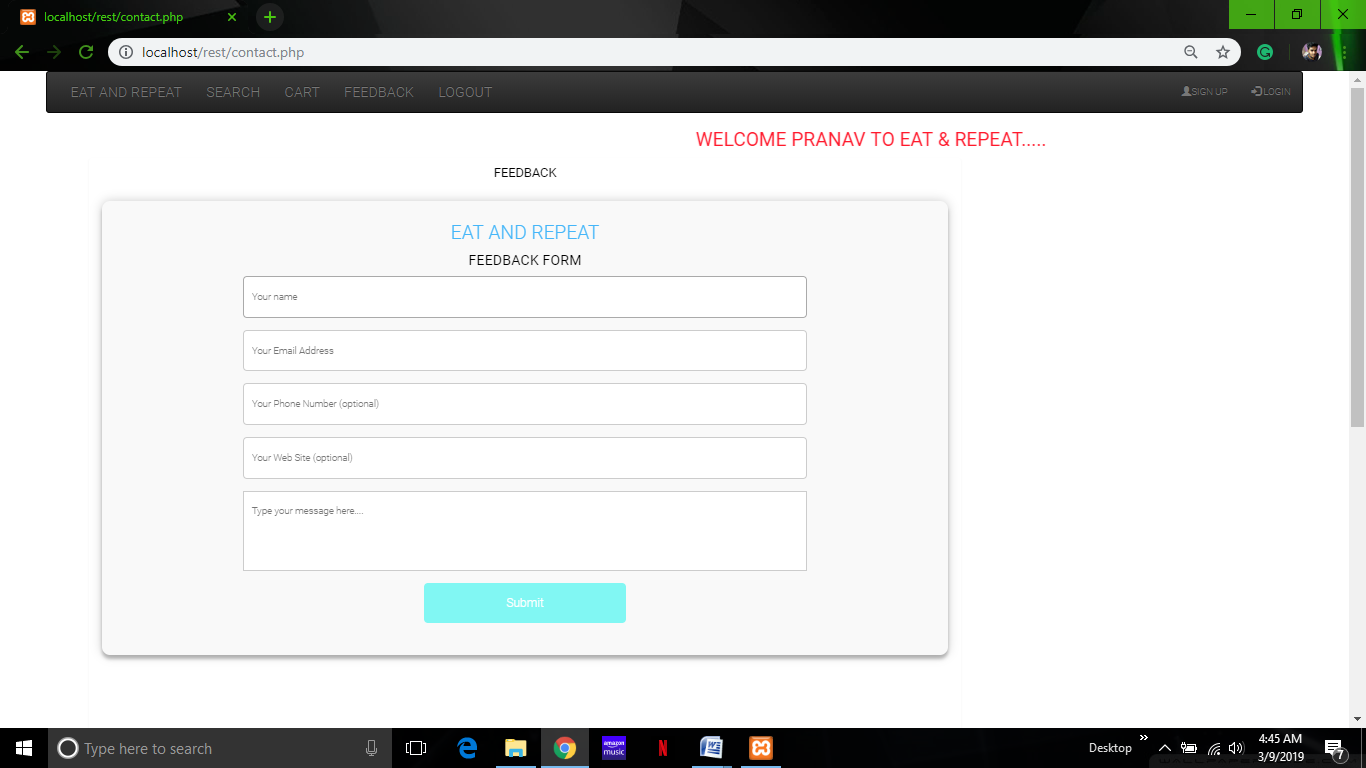 localhost/rest/contact.php
localhost/rest/contact.php
EAT AND REPEAT SEARCH CART FEEDBACK LOGOUT SIGN UP LOGIN
WELCOME PRANAV TO EAT & REPEAT.....
FEEDBACK
EAT AND REPEAT
FEEDBACK FORM
Your name
Your Email Address
Your Phone Number (optional)
Your Web Site (optional)
Type your message here....
Submit
Type here to search
amazon music
Desktop
4:45 AM
3/9/2019
7